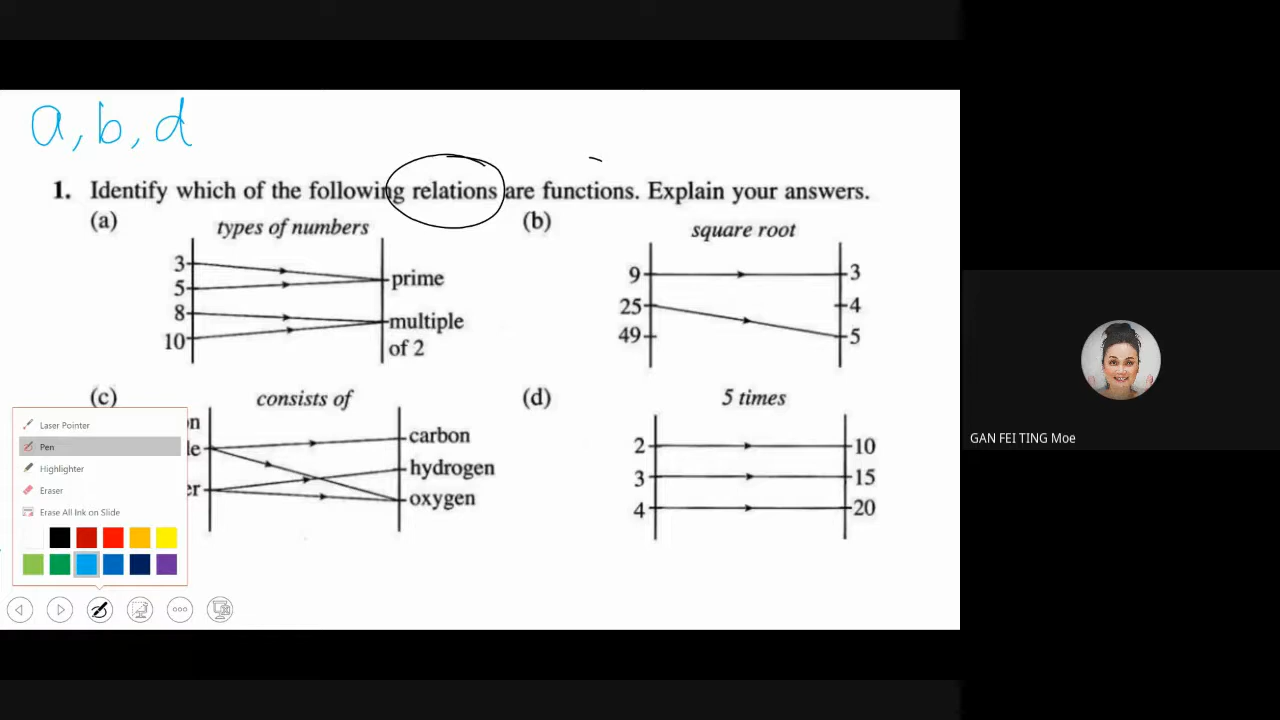 a, b, d
1. Identify which of the following relations are functions. Explain your answers.
(a) types of numbers
3
5
8
10
prime
multiple
of 2
(b) square root
9
25
49
3
4
5
(c) consists of
carbon
hydrogen
oxygen
(d) 5 times
2
3
4
10
15
20
Laser Pointer
Pen
Highlighter
Eraser
Erase All Ink on Slide
GAN FEI TING Moe